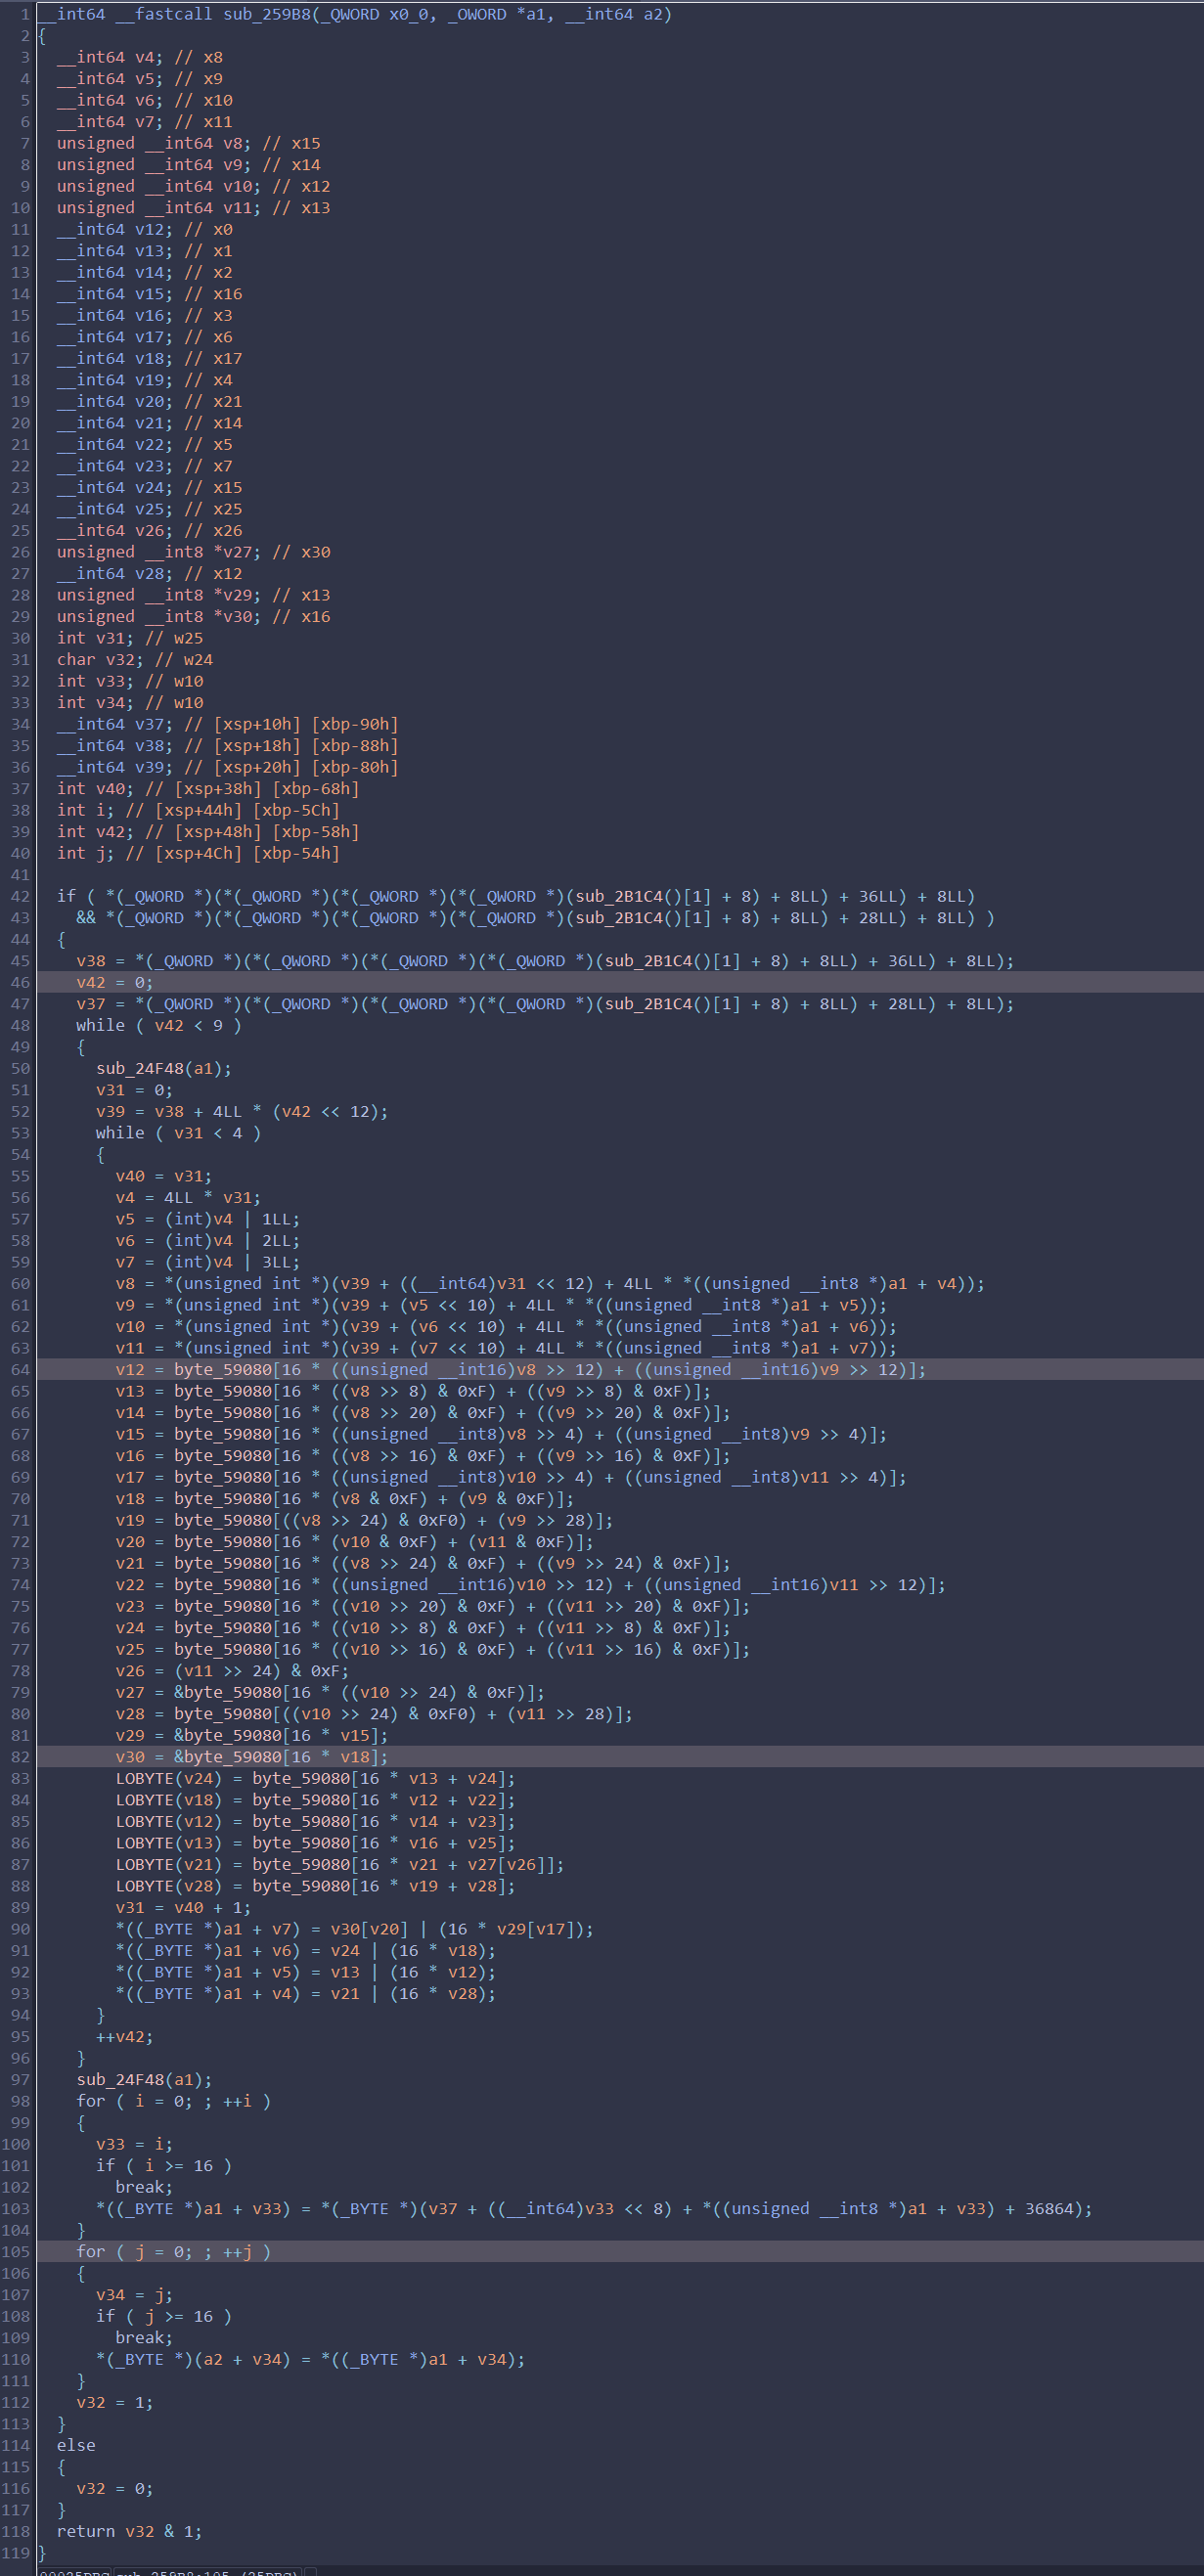 1 __int64 __fastcall sub_259B8(_QWORD x0_0, _OWORD *a1, __int64 a2)
2 {
3 __int64 v4; // x8
4 __int64 v5; // x9
5 __int64 v6; // x10
6 __int64 v7; // x11
7 unsigned __int64 v8; // x15
8 unsigned __int64 v9; // x14
9 unsigned __int64 v10; // x12
10 unsigned __int64 v11; // x13
11 __int64 v12; // x0
12 __int64 v13; // x1
13 __int64 v14; // x2
14 __int64 v15; // x16
15 __int64 v16; // x3
16 __int64 v17; // x6
17 __int64 v18; // x17
18 __int64 v19; // x4
19 __int64 v20; // x21
20 __int64 v21; // x14
21 __int64 v22; // x5
22 __int64 v23; // x7
23 __int64 v24; // x15
24 __int64 v25; // x25
25 __int64 v26; // x26
26 unsigned __int8 *v27; // x30
27 __int64 v28; // x12
28 unsigned __int8 *v29; // x13
29 unsigned __int8 *v30; // x16
30 int v31; // w25
31 char v32; // w24
32 int v33; // w10
33 int v34; // w10
34 __int64 v37; // [xsp+10h] [xbp-90h]
35 __int64 v38; // [xsp+18h] [xbp-88h]
36 __int64 v39; // [xsp+20h] [xbp-80h]
37 int v40; // [xsp+38h] [xbp-68h]
38 int i; // [xsp+44h] [xbp-5Ch]
39 int v42; // [xsp+48h] [xbp-58h]
40 int j; // [xsp+4Ch] [xbp-54h]
41
42 if ( *(_QWORD *)(*(_QWORD *)(*(_QWORD *)(*(_QWORD *)(sub_2B1C4()[1] + 8) + 8LL) + 36LL) + 8LL)
43 && *(_QWORD *)(*(_QWORD *)(*(_QWORD *)(*(_QWORD *)(sub_2B1C4()[1] + 8) + 8LL) + 28LL) + 8LL) )
44 {
45 v38 = *(_QWORD *)(*(_QWORD *)(*(_QWORD *)(*(_QWORD *)(sub_2B1C4()[1] + 8) + 8LL) + 36LL) + 8LL);
46 v42 = 0;
47 v37 = *(_QWORD *)(*(_QWORD *)(*(_QWORD *)(*(_QWORD *)(sub_2B1C4()[1] + 8) + 8LL) + 28LL) + 8LL);
48 while ( v42 < 9 )
49 {
50 sub_24F48(a1);
51 v31 = 0;
52 v39 = v38 + 4LL * (v42 << 12);
53 while ( v31 < 4 )
54 {
55 v40 = v31;
56 v4 = 4LL * v31;
57 v5 = (int)v4 | 1LL;
58 v6 = (int)v4 | 2LL;
59 v7 = (int)v4 | 3LL;
60 v8 = *(unsigned int *)(v39 + ((__int64)v31 << 12) + 4LL * *((unsigned __int8 *)a1 + v4));
61 v9 = *(unsigned int *)(v39 + (v5 << 10) + 4LL * *((unsigned __int8 *)a1 + v5));
62 v10 = *(unsigned int *)(v39 + (v6 << 10) + 4LL * *((unsigned __int8 *)a1 + v6));
63 v11 = *(unsigned int *)(v39 + (v7 << 10) + 4LL * *((unsigned __int8 *)a1 + v7));
64 v12 = byte_59080[16 * ((unsigned __int16)v8 >> 12) + ((unsigned __int16)v9 >> 12)];
65 v13 = byte_59080[16 * ((v8 >> 8) & 0xF) + ((v9 >> 8) & 0xF)];
66 v14 = byte_59080[16 * ((v8 >> 20) & 0xF) + ((v9 >> 20) & 0xF)];
67 v15 = byte_59080[16 * ((unsigned __int8)v8 >> 4) + ((unsigned __int8)v9 >> 4)];
68 v16 = byte_59080[16 * ((v8 >> 16) & 0xF) + ((v9 >> 16) & 0xF)];
69 v17 = byte_59080[16 * ((unsigned __int8)v10 >> 4) + ((unsigned __int8)v11 >> 4)];
70 v18 = byte_59080[16 * (v8 & 0xF) + (v9 & 0xF)];
71 v19 = byte_59080[((v8 >> 24) & 0xF0) + (v9 >> 28)];
72 v20 = byte_59080[16 * (v10 & 0xF) + (v11 & 0xF)];
73 v21 = byte_59080[16 * ((v8 >> 24) & 0xF) + ((v9 >> 24) & 0xF)];
74 v22 = byte_59080[16 * ((unsigned __int16)v10 >> 12) + ((unsigned __int16)v11 >> 12)];
75 v23 = byte_59080[16 * ((v10 >> 20) & 0xF) + ((v11 >> 20) & 0xF)];
76 v24 = byte_59080[16 * ((v10 >> 8) & 0xF) + ((v11 >> 8) & 0xF)];
77 v25 = byte_59080[16 * ((v10 >> 16) & 0xF) + ((v11 >> 16) & 0xF)];
78 v26 = (v11 >> 24) & 0xF;
79 v27 = &byte_59080[16 * ((v10 >> 24) & 0xF)];
80 v28 = byte_59080[((v10 >> 24) & 0xF0) + (v11 >> 28)];
81 v29 = &byte_59080[16 * v15];
82 v30 = &byte_59080[16 * v18];
83 LOBYTE(v24) = byte_59080[16 * v13 + v24];
84 LOBYTE(v18) = byte_59080[16 * v12 + v22];
85 LOBYTE(v12) = byte_59080[16 * v14 + v23];
86 LOBYTE(v13) = byte_59080[16 * v16 + v25];
87 LOBYTE(v21) = byte_59080[16 * v21 + v27[v26]];
88 LOBYTE(v28) = byte_59080[16 * v19 + v28];
89 v31 = v40 + 1;
90 *((_BYTE *)a1 + v7) = v30[v20] | (16 * v29[v17]);
91 *((_BYTE *)a1 + v6) = v24 | (16 * v18);
92 *((_BYTE *)a1 + v5) = v13 | (16 * v12);
93 *((_BYTE *)a1 + v4) = v21 | (16 * v28);
94 }
95 ++v42;
96 }
97 sub_24F48(a1);
98 for ( i = 0; ; ++i )
99 {
100 v33 = i;
101 if ( i >= 16 )
102 break;
103 *((_BYTE *)a1 + v33) = *(_BYTE *)(v37 + ((__int64)v33 << 8) + *((unsigned __int8 *)a1 + v33) + 36864);
104 }
105 for ( j = 0; ; ++j )
106 {
107 v34 = j;
108 if ( j >= 16 )
109 break;
110 *(_BYTE *)(a2 + v34) = *((_BYTE *)a1 + v34);
111 }
112 v32 = 1;
113 }
114 else
115 {
116 v32 = 0;
117 }
118 return v32 & 1;
119 }